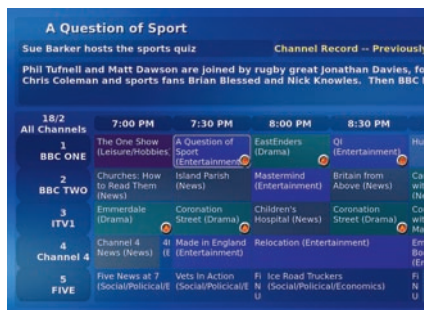 A Question of Sport
Sue Barker hosts the sports quiz
Channel Record -- Previously
Phil Tufnell and Matt Dawson are joined by rugby great Jonathan Davies, fo
Chris Coleman and sports fans Brian Blessed and Nick Knowles. Then BBC
18/2
All Channels
7:00 PM
7:30 PM
8:00 PM
8:30 PM
1
BBC ONE
The One Show
(Leisure/Hobbies
A Question of
Sport
(Entertainment
EastEnders
(Drama)
QI
(Entertainment)
Hu
2
BBC TWO
Churches: How
to Read Them
(News)
Island Parish
(News)
Mastermind
(Entertainment)
Britain from
Above (News)
3
ITV1
Emmerdale
(Drama)
Coronation
Street (Drama)
Children's
Hospital (News)
Coronation
Street (Drama)
4
Channel 4
Channel 4
News (News)
Made in England
(Entertainment)
Relocation (Entertainment)
5
FIVE
Five News at 7
(Social/Policical/E
Vets In Action
(Social/Policical/E
Fi
N
U
Ice Road Truckers
(Social/Political/Economics)
Fi
N
U